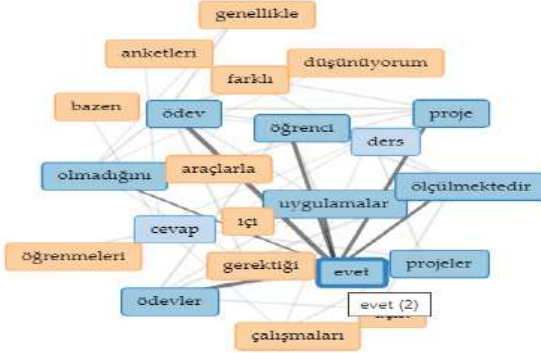 genellikle
anketleri
düşünüyorum
farklı
bazen
ödev
öğrenci
proje
ders
olmadığını
araçlarla
ölçülmektedir
uygulamalar
içi
cevap
öğrenmeleri
gerektiği
evet
projeler
ödevler
evet (2)
çalışmaları